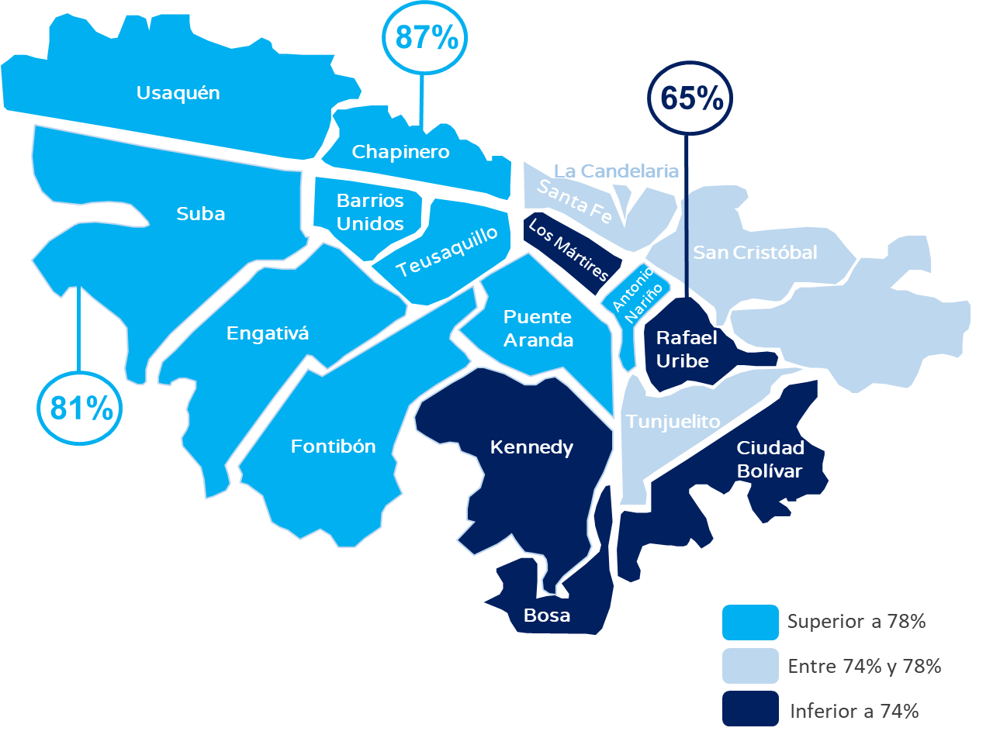 87%
65%
Usaquén
Chapinero
La Candelaria
Santa Fe
Barrios
Unidos
Suba
Los Mártires
Teusaquillo
San Cristóbal
Antonio
Nariño
Puente
Aranda
Engativá
Rafael
Uribe
81%
Tunjuelito
Fontibón
Kennedy
Ciudad
Bolívar
Bosa
Superior a 78%
Entre 74% y 78%
Inferior a 74%